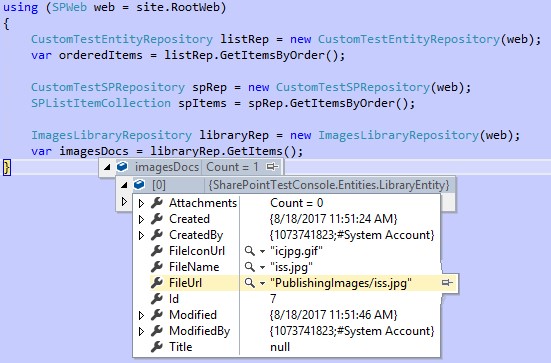 using (SPWeb web = site.RootWeb)
{
CustomTestEntityRepository listRep = new CustomTestEntityRepository(web);
var orderedItems = listRep.GetItemsByOrder();
CustomTestSPRepository spRep = new CustomTestSPRepository(web);
SPListItemCollection spItems = spRep.GetItemsByOrder();
ImagesLibraryRepository libraryRep = new ImagesLibraryRepository(web);
var imagesDocs = libraryRep.GetItems();
}
imagesDocs Count = 1
[0] {SharePointTestConsole.Entities.LibraryEntity}
Attachments Count = 0
Created {8/18/2017 11:51:24 AM}
CreatedBy {1073741823;#System Account}
FileIconUrl "icjpg.gif"
FileName "iss.jpg"
FileUrl "PublishingImages/iss.jpg"
Id 7
Modified {8/18/2017 11:51:46 AM}
ModifiedBy {1073741823;#System Account}
Title null